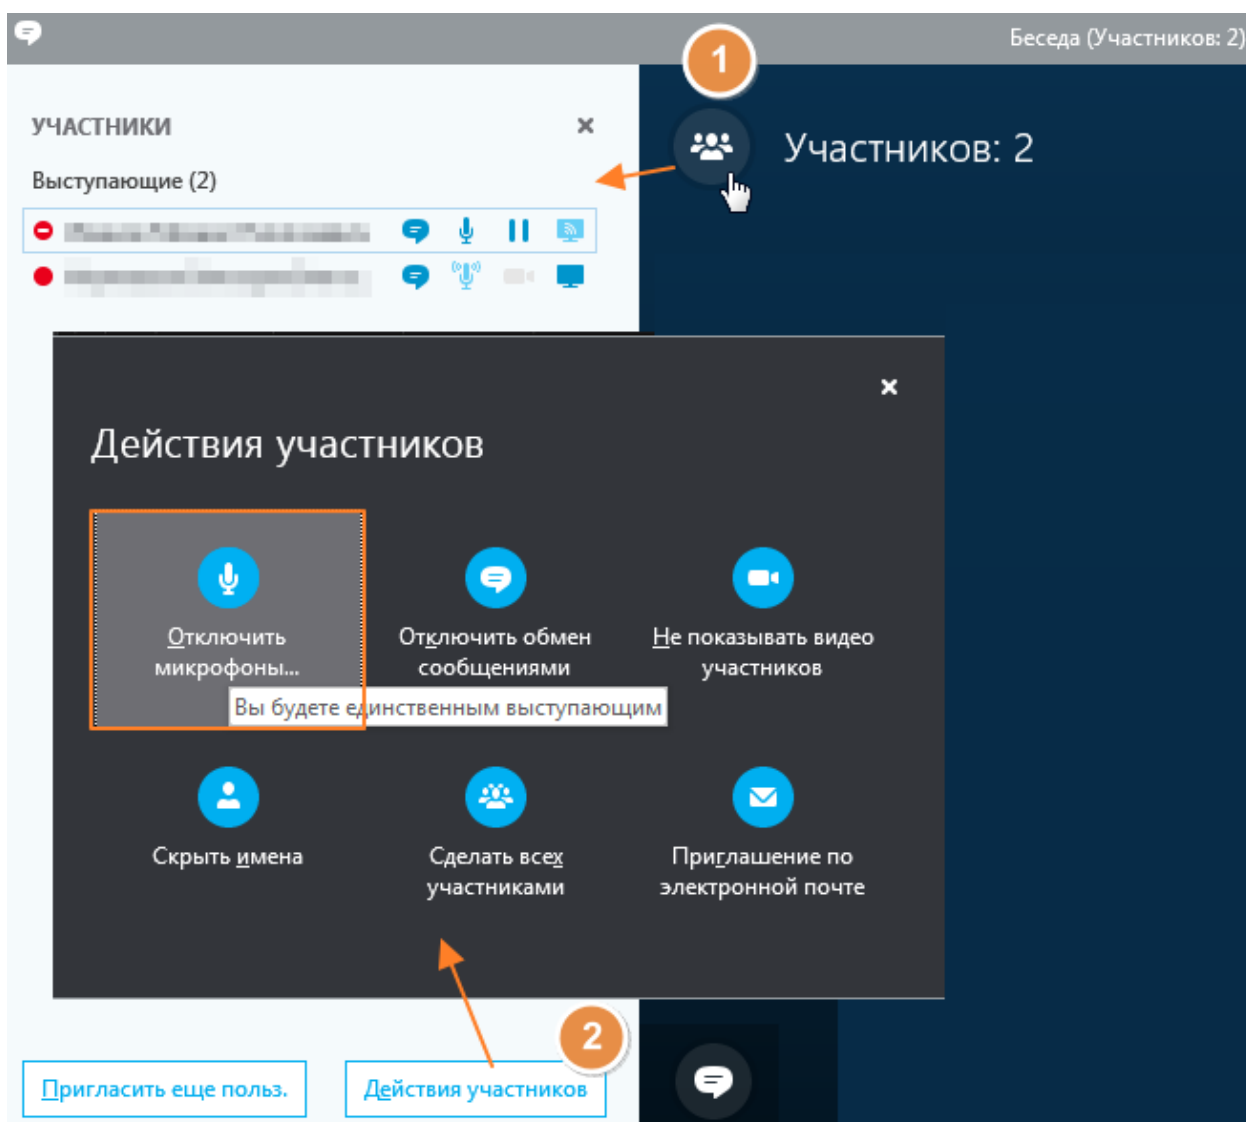 Беседа (Участников: 2)
1
УЧАСТНИКИ
Участников: 2
Выступающие (2)
Действия участников
Отключить
микрофоны...
Отключить обмен
сообщениями
Не показывать видео
участников
Вы будете единственным выступающим
Скрыть имена
Сделать всех
участниками
Приглашение по
электронной почте
2
Пригласить еще польз.
Действия участников